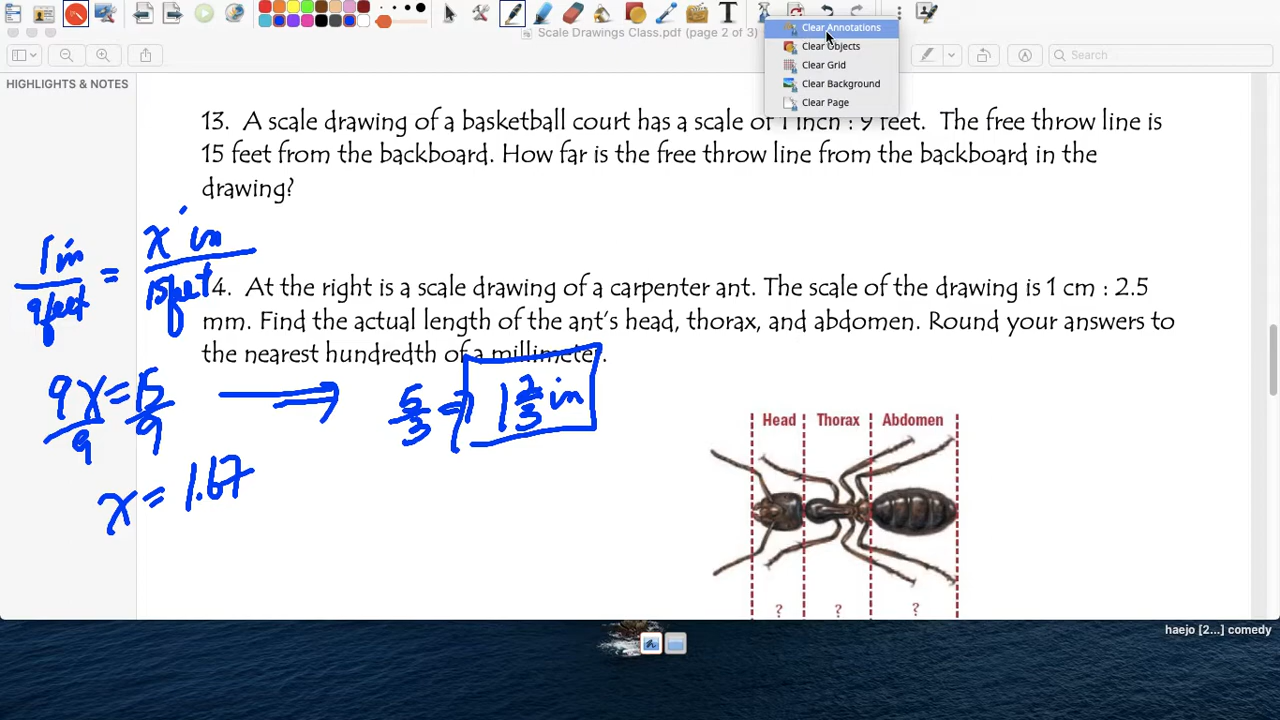 Scale Drawings Class.pdf (page 2 of 3)
Clear Annotations
Clear Objects
Clear Grid
Clear Background
Clear Page
Search
HIGHLIGHTS & NOTES
13. A scale drawing of a basketball court has a scale of 1 inch : 9 feet. The free throw line is
15 feet from the backboard. How far is the free throw line from the backboard in the
drawing?
1 in / 9 feet = x in / 15 feet
14. At the right is a scale drawing of a carpenter ant. The scale of the drawing is 1 cm : 2.5
mm. Find the actual length of the ant's head, thorax, and abdomen. Round your answers to
the nearest hundredth of a millimeter.
9x/9 = 15/9 ⟹ 5/3 = 1 2/3 in
x = 1.67
Head Thorax Abdomen
? ? ?
haejo [2...] comedy